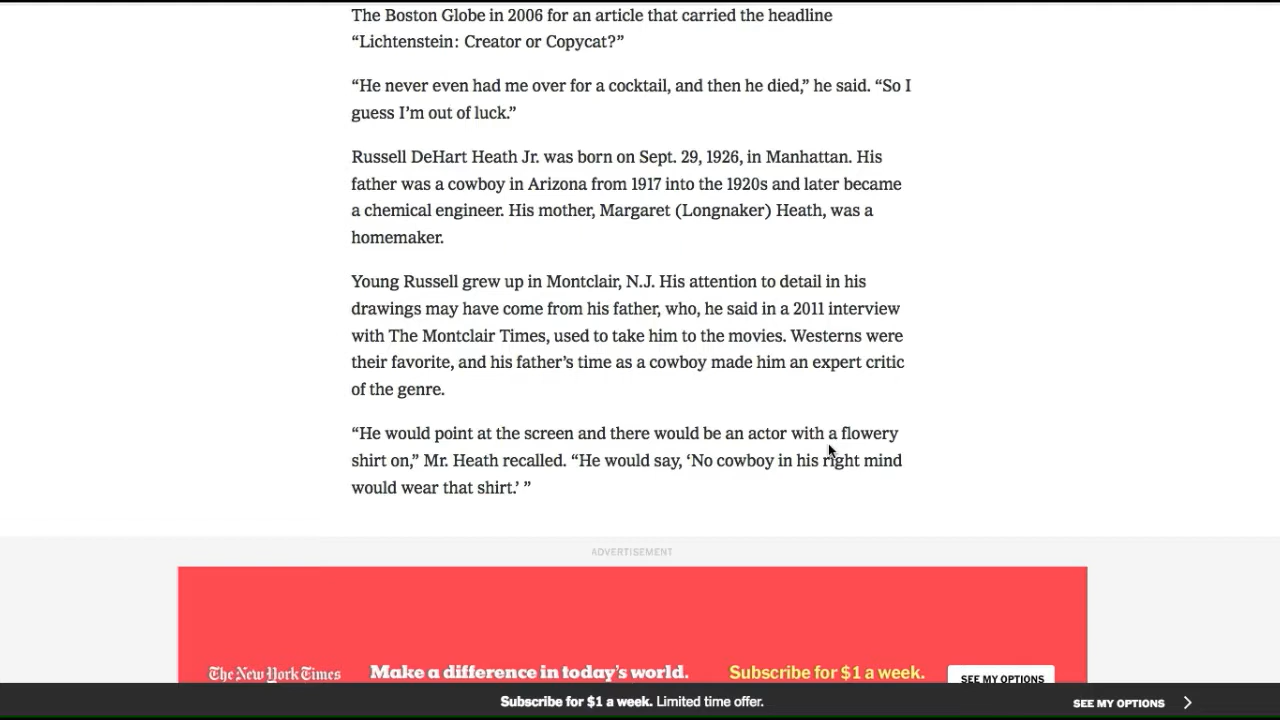 The Boston Globe in 2006 for an article that carried the headline
“Lichtenstein: Creator or Copycat?”
“He never even had me over for a cocktail, and then he died,” he said. “So I
guess I’m out of luck.”
Russell DeHart Heath Jr. was born on Sept. 29, 1926, in Manhattan. His
father was a cowboy in Arizona from 1917 into the 1920s and later became
a chemical engineer. His mother, Margaret (Longnaker) Heath, was a
homemaker.
Young Russell grew up in Montclair, N.J. His attention to detail in his
drawings may have come from his father, who, he said in a 2011 interview
with The Montclair Times, used to take him to the movies. Westerns were
their favorite, and his father’s time as a cowboy made him an expert critic
of the genre.
“He would point at the screen and there would be an actor with a flowery
shirt on,” Mr. Heath recalled. “He would say, ‘No cowboy in his right mind
would wear that shirt.’ ”
ADVERTISEMENT
The New York Times Make a difference in today’s world. Subscribe for $1 a week. SEE MY OPTIONS
Subscribe for $1 a week. Limited time offer. SEE MY OPTIONS